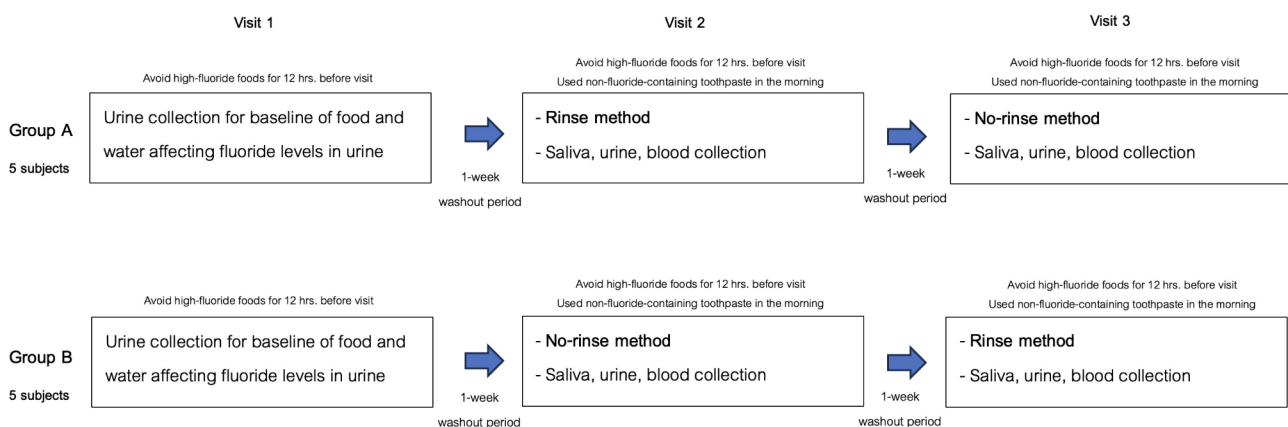 Visit 1
Visit 2
Visit 3
Avoid high-fluoride foods for 12 hrs. before visit
Avoid high-fluoride foods for 12 hrs. before visit
Used non-fluoride-containing toothpaste in the morning
Avoid high-fluoride foods for 12 hrs. before visit
Used non-fluoride-containing toothpaste in the morning
Group A
5 subjects
Urine collection for baseline of food and
water affecting fluoride levels in urine
1-week
washout period
- Rinse method
- Saliva, urine, blood collection
1-week
washout period
- No-rinse method
- Saliva, urine, blood collection
Avoid high-fluoride foods for 12 hrs. before visit
Avoid high-fluoride foods for 12 hrs. before visit
Used non-fluoride-containing toothpaste in the morning
Avoid high-fluoride foods for 12 hrs. before visit
Used non-fluoride-containing toothpaste in the morning
Group B
5 subjects
Urine collection for baseline of food and
water affecting fluoride levels in urine
1-week
washout period
- No-rinse method
- Saliva, urine, blood collection
1-week
washout period
- Rinse method
- Saliva, urine, blood collection